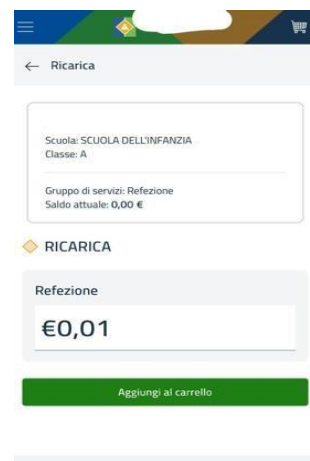 Ricarica
Scuola: SCUOLA DELL'INFANZIA
Classe: A
Gruppo di servizi: Refezione
Saldo attuale: 0,00 €
RICARICA
Refezione
€0,01
Aggiungi al carrello